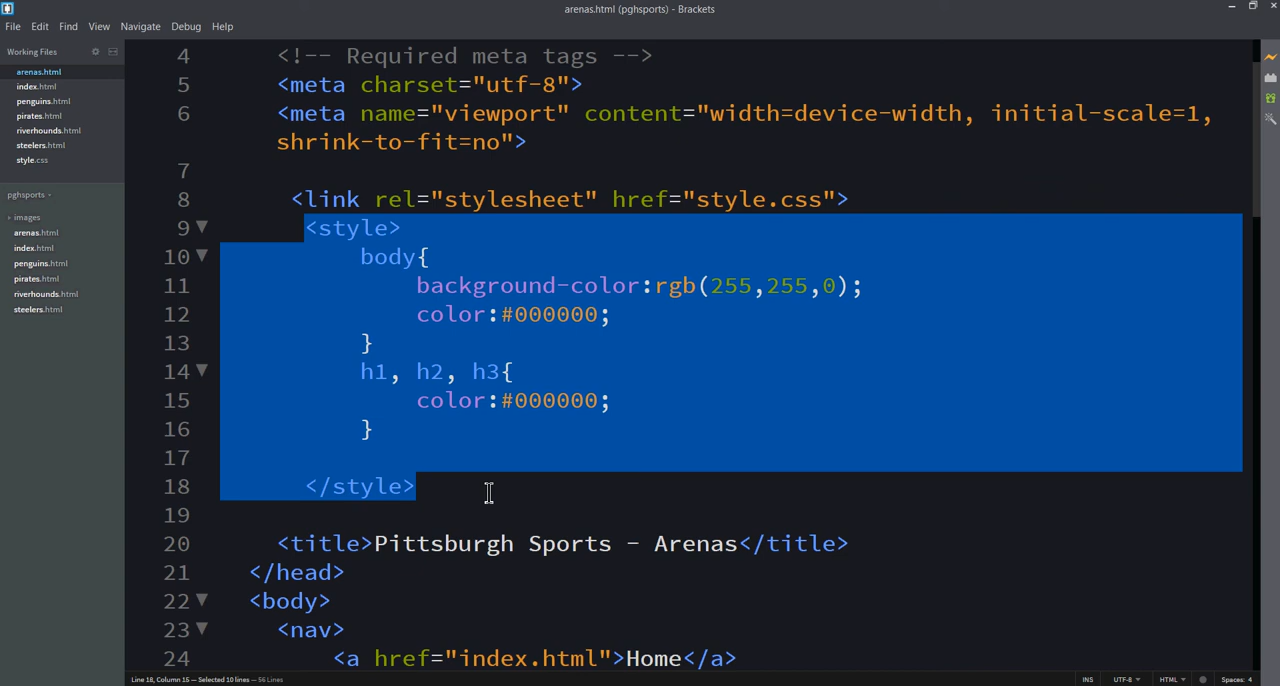 arenas.html (pghsports) - Brackets
File Edit Find View Navigate Debug Help
Working Files
arenas.html
index.html
penguins.html
pirates.html
riverhounds.html
steelers.html
style.css
pghsports
images
arenas.html
index.html
penguins.html
pirates.html
riverhounds.html
steelers.html
4 <!-- Required meta tags -->
5 <meta charset="utf-8">
6 <meta name="viewport" content="width=device-width, initial-scale=1,
shrink-to-fit=no">
7
8 <link rel="stylesheet" href="style.css">
9 <style>
10 body{
11 background-color:rgb(255,255,0);
12 color:#000000;
13 }
14 h1, h2, h3{
15 color:#000000;
16 }
17
18 </style>
19
20 <title>Pittsburgh Sports - Arenas</title>
21 </head>
22 <body>
23 <nav>
24 <a href="index.html">Home</a>
Line 18, Column 15 — Selected 10 lines — 56 Lines INS UTF-8 HTML Spaces: 4